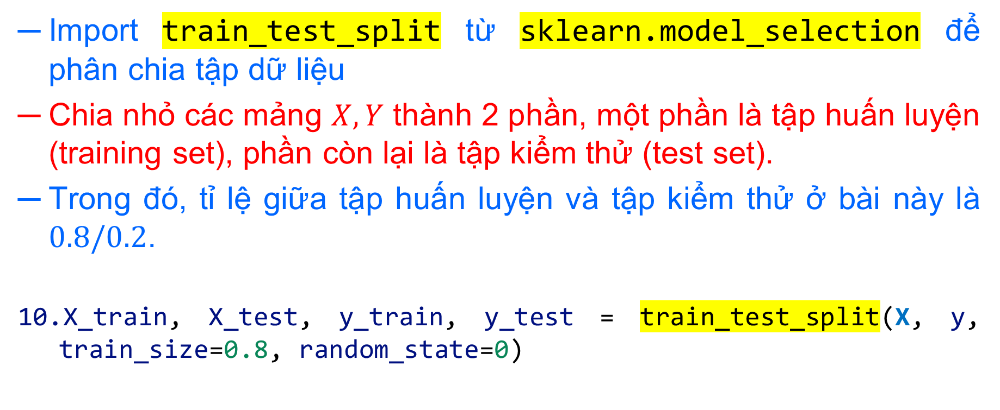 — Import train_test_split từ sklearn.model_selection để
phân chia tập dữ liệu
— Chia nhỏ các mảng X, Y thành 2 phần, một phần là tập huấn luyện
(training set), phần còn lại là tập kiểm thử (test set).
— Trong đó, tỉ lệ giữa tập huấn luyện và tập kiểm thử ở bài này là
0.8/0.2.
10.X_train, X_test, y_train, y_test = train_test_split(X, y,
train_size=0.8, random_state=0)